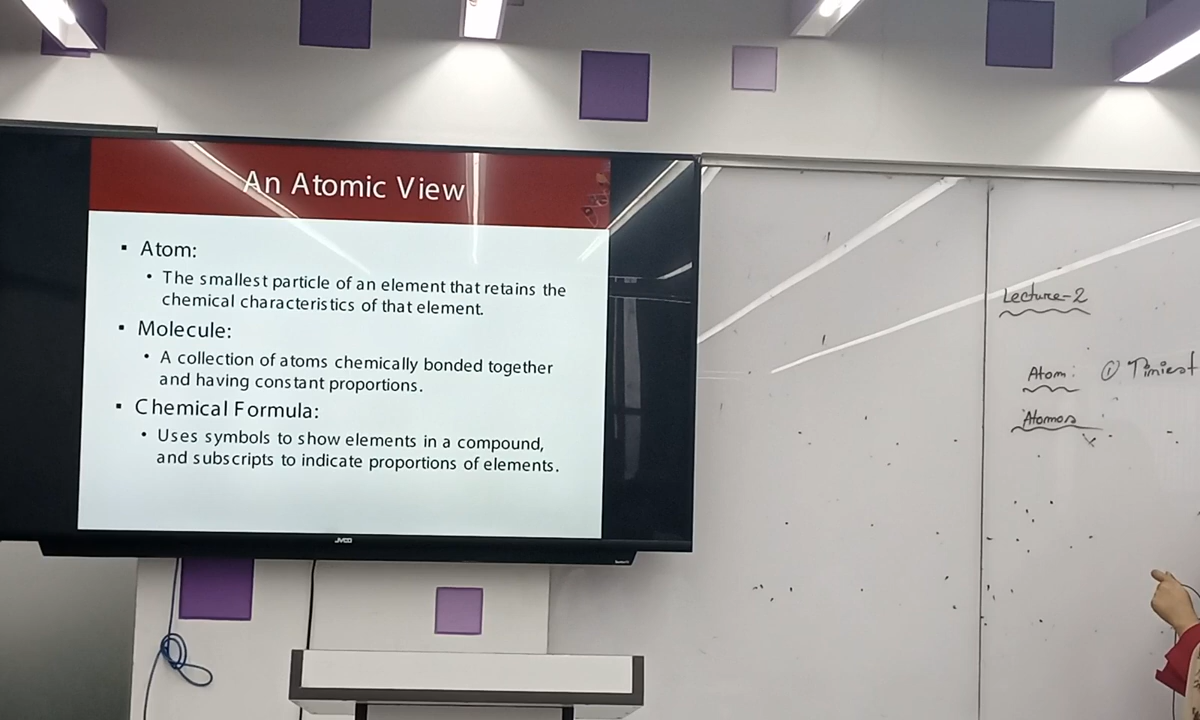 An Atomic View
▪ Atom:
• The smallest particle of an element that retains the
chemical characteristics of that element.
▪ Molecule:
• A collection of atoms chemically bonded together
and having constant proportions.
▪ Chemical Formula:
• Uses symbols to show elements in a compound,
and subscripts to indicate proportions of elements.
JVCO
Lecture-2
Atom: ① Tiniest
Atomos